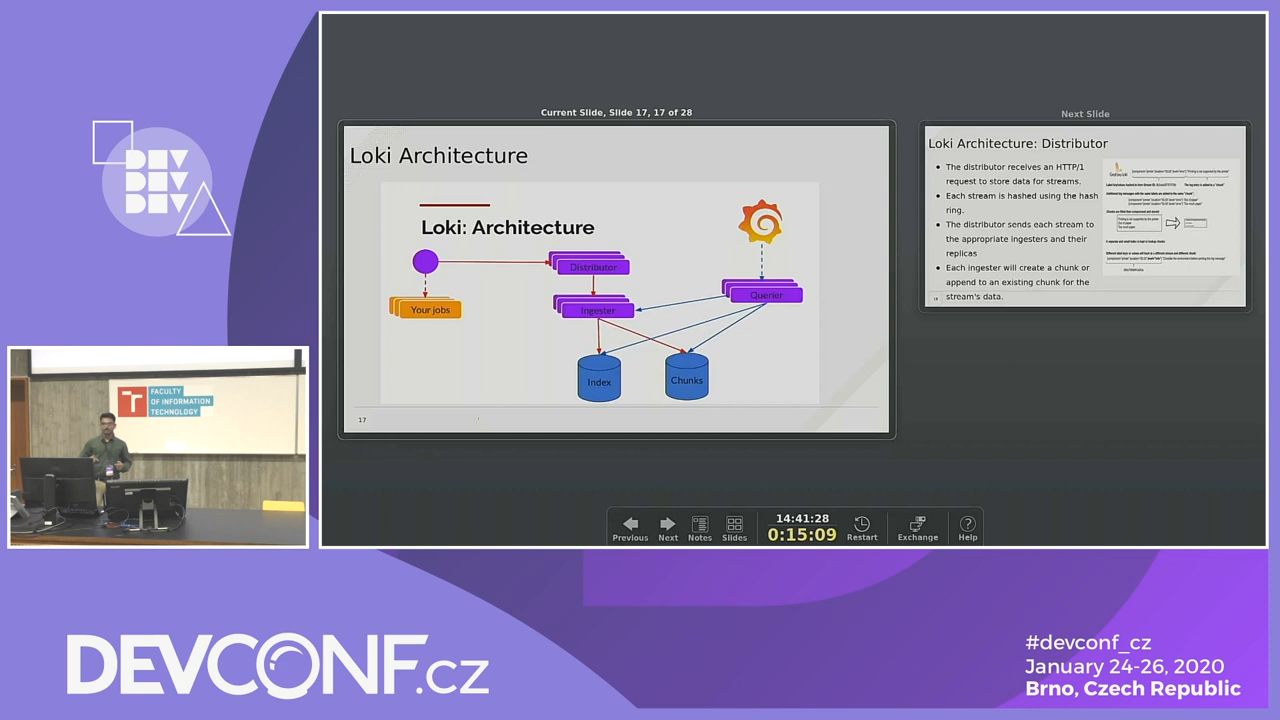 DEV
DEV
DEV
Current Slide, Slide 17, 17 of 28
Loki Architecture
Loki: Architecture
Distributor
Your jobs
Ingester
Querier
Index
Chunks
17
Next Slide
Loki Architecture: Distributor
• The distributor receives an HTTP/1
request to store data for streams.
• Each stream is hashed using the hash
ring.
• The distributor sends each stream to
the appropriate ingesters and their
replicas
• Each ingester will create a chunk or
append to an existing chunk for the
stream's data.
18
FACULTY
OF INFORMATION
TECHNOLOGY
Previous
Next
Notes
Slides
14:41:28
0:15:09
Restart
Exchange
Help
DEVCONF.cz
#devconf_cz
January 24-26, 2020
Brno, Czech Republic